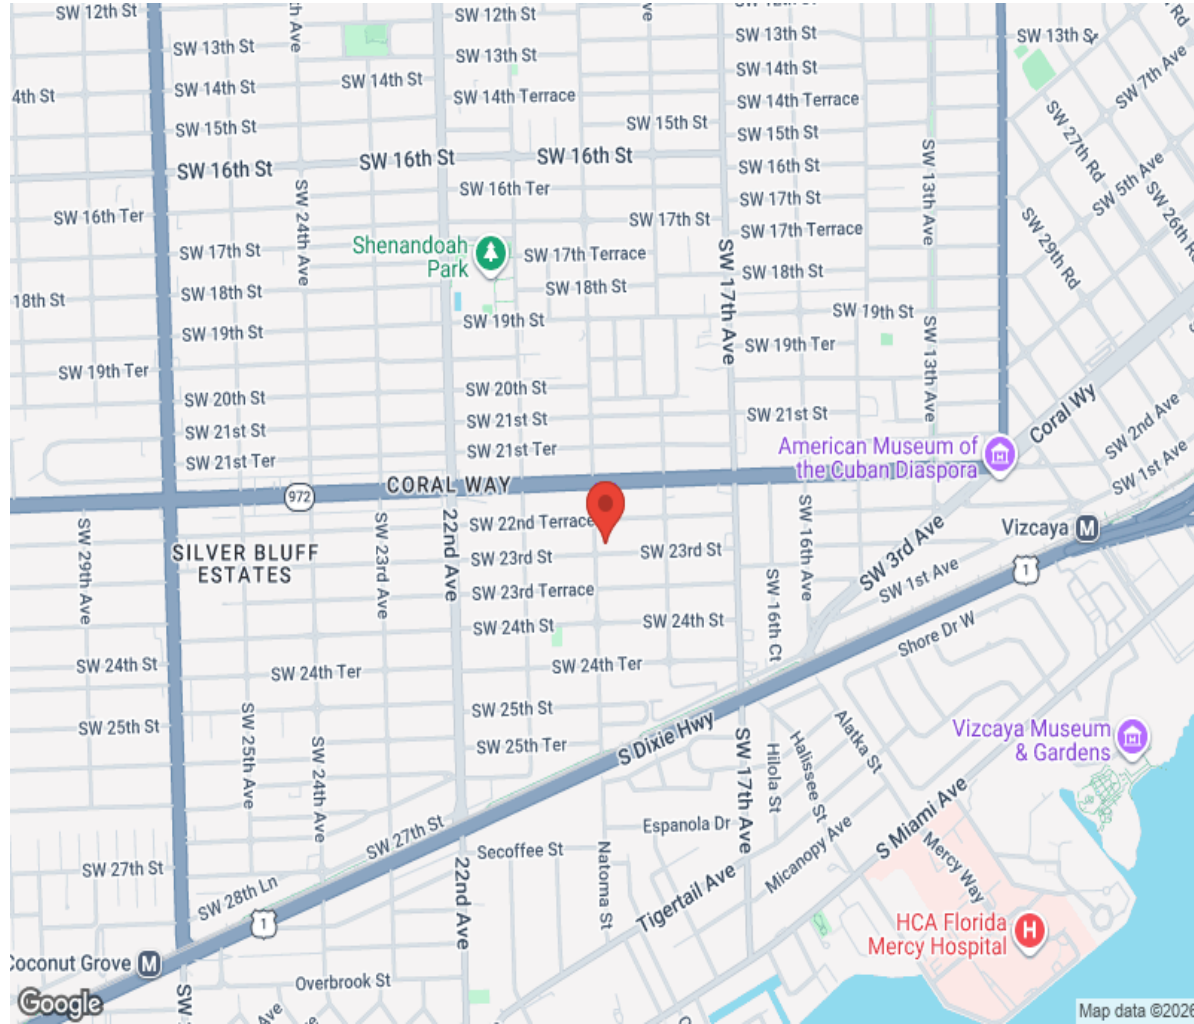 SW 12th St
SW 12th St
SW 13th St
SW 13th St
SW 13th St
SW 13th St
SW 14th St
SW 14th St
SW 14th St
4th St
SW 14th Terrace
SW 14th Terrace
SW 7th Ave
SW 27th Rd
SW 15th St
SW 15th St
SW 15th St
SW 16th St
SW 16th St
SW 16th St
SW 16th St
SW 13th Ave
SW 5th Ave
SW 26th
SW 24th Ave
SW 16th Ter
SW 16th Ter
SW 17th St
SW 17th St
SW 17th St
SW 17th Terrace
SW 17th Terrace
SW 29th Rd
Shenandoah
Park
SW 17th Ave
SW 18th St
SW 18th St
SW 18th St
18th St
SW 19th St
SW 19th St
SW 19th St
SW 13th Ave
SW 19th Ter
SW 19th Ter
SW 20th St
SW 20th St
SW 21st St
SW 21st St
SW 21st St
SW 21st Ter
SW 21st Ter
Coral Wy
SW 2nd Ave
SW 1st Ave
American Museum of
the Cuban Diaspora
CORAL WAY
972
SW 29th Ave
SILVER BLUFF
ESTATES
SW 23rd Ave
22nd Ave
SW 22nd Terrace
SW 23rd St
SW 23rd St
SW 23rd Terrace
SW 16th Ave
SW 16th Ct
SW 3rd Ave
SW 1st Ave
Vizcaya
M
1
SW 24th St
SW 24th St
SW 24th St
SW 24th Ter
SW 24th Ter
Shore Dr W
SW 25th St
SW 25th St
SW 25th Ter
SW 25th Ave
SW 24th Ave
S Dixie Hwy
SW 17th Ave
Hilola St
Halissee St
Alatka St
Vizcaya Museum
& Gardens
S Miami Ave
SW 27th St
SW 27th St
SW 28th Ln
1
22nd Ave
Secoffee St
Espanola Dr
Natoma St
Tigertail Ave
Micanopy Ave
Mercy Way
HCA Florida
Mercy Hospital
H
Coconut Grove
M
Overbrook St
SW
Ave
Google
Map data ©2026